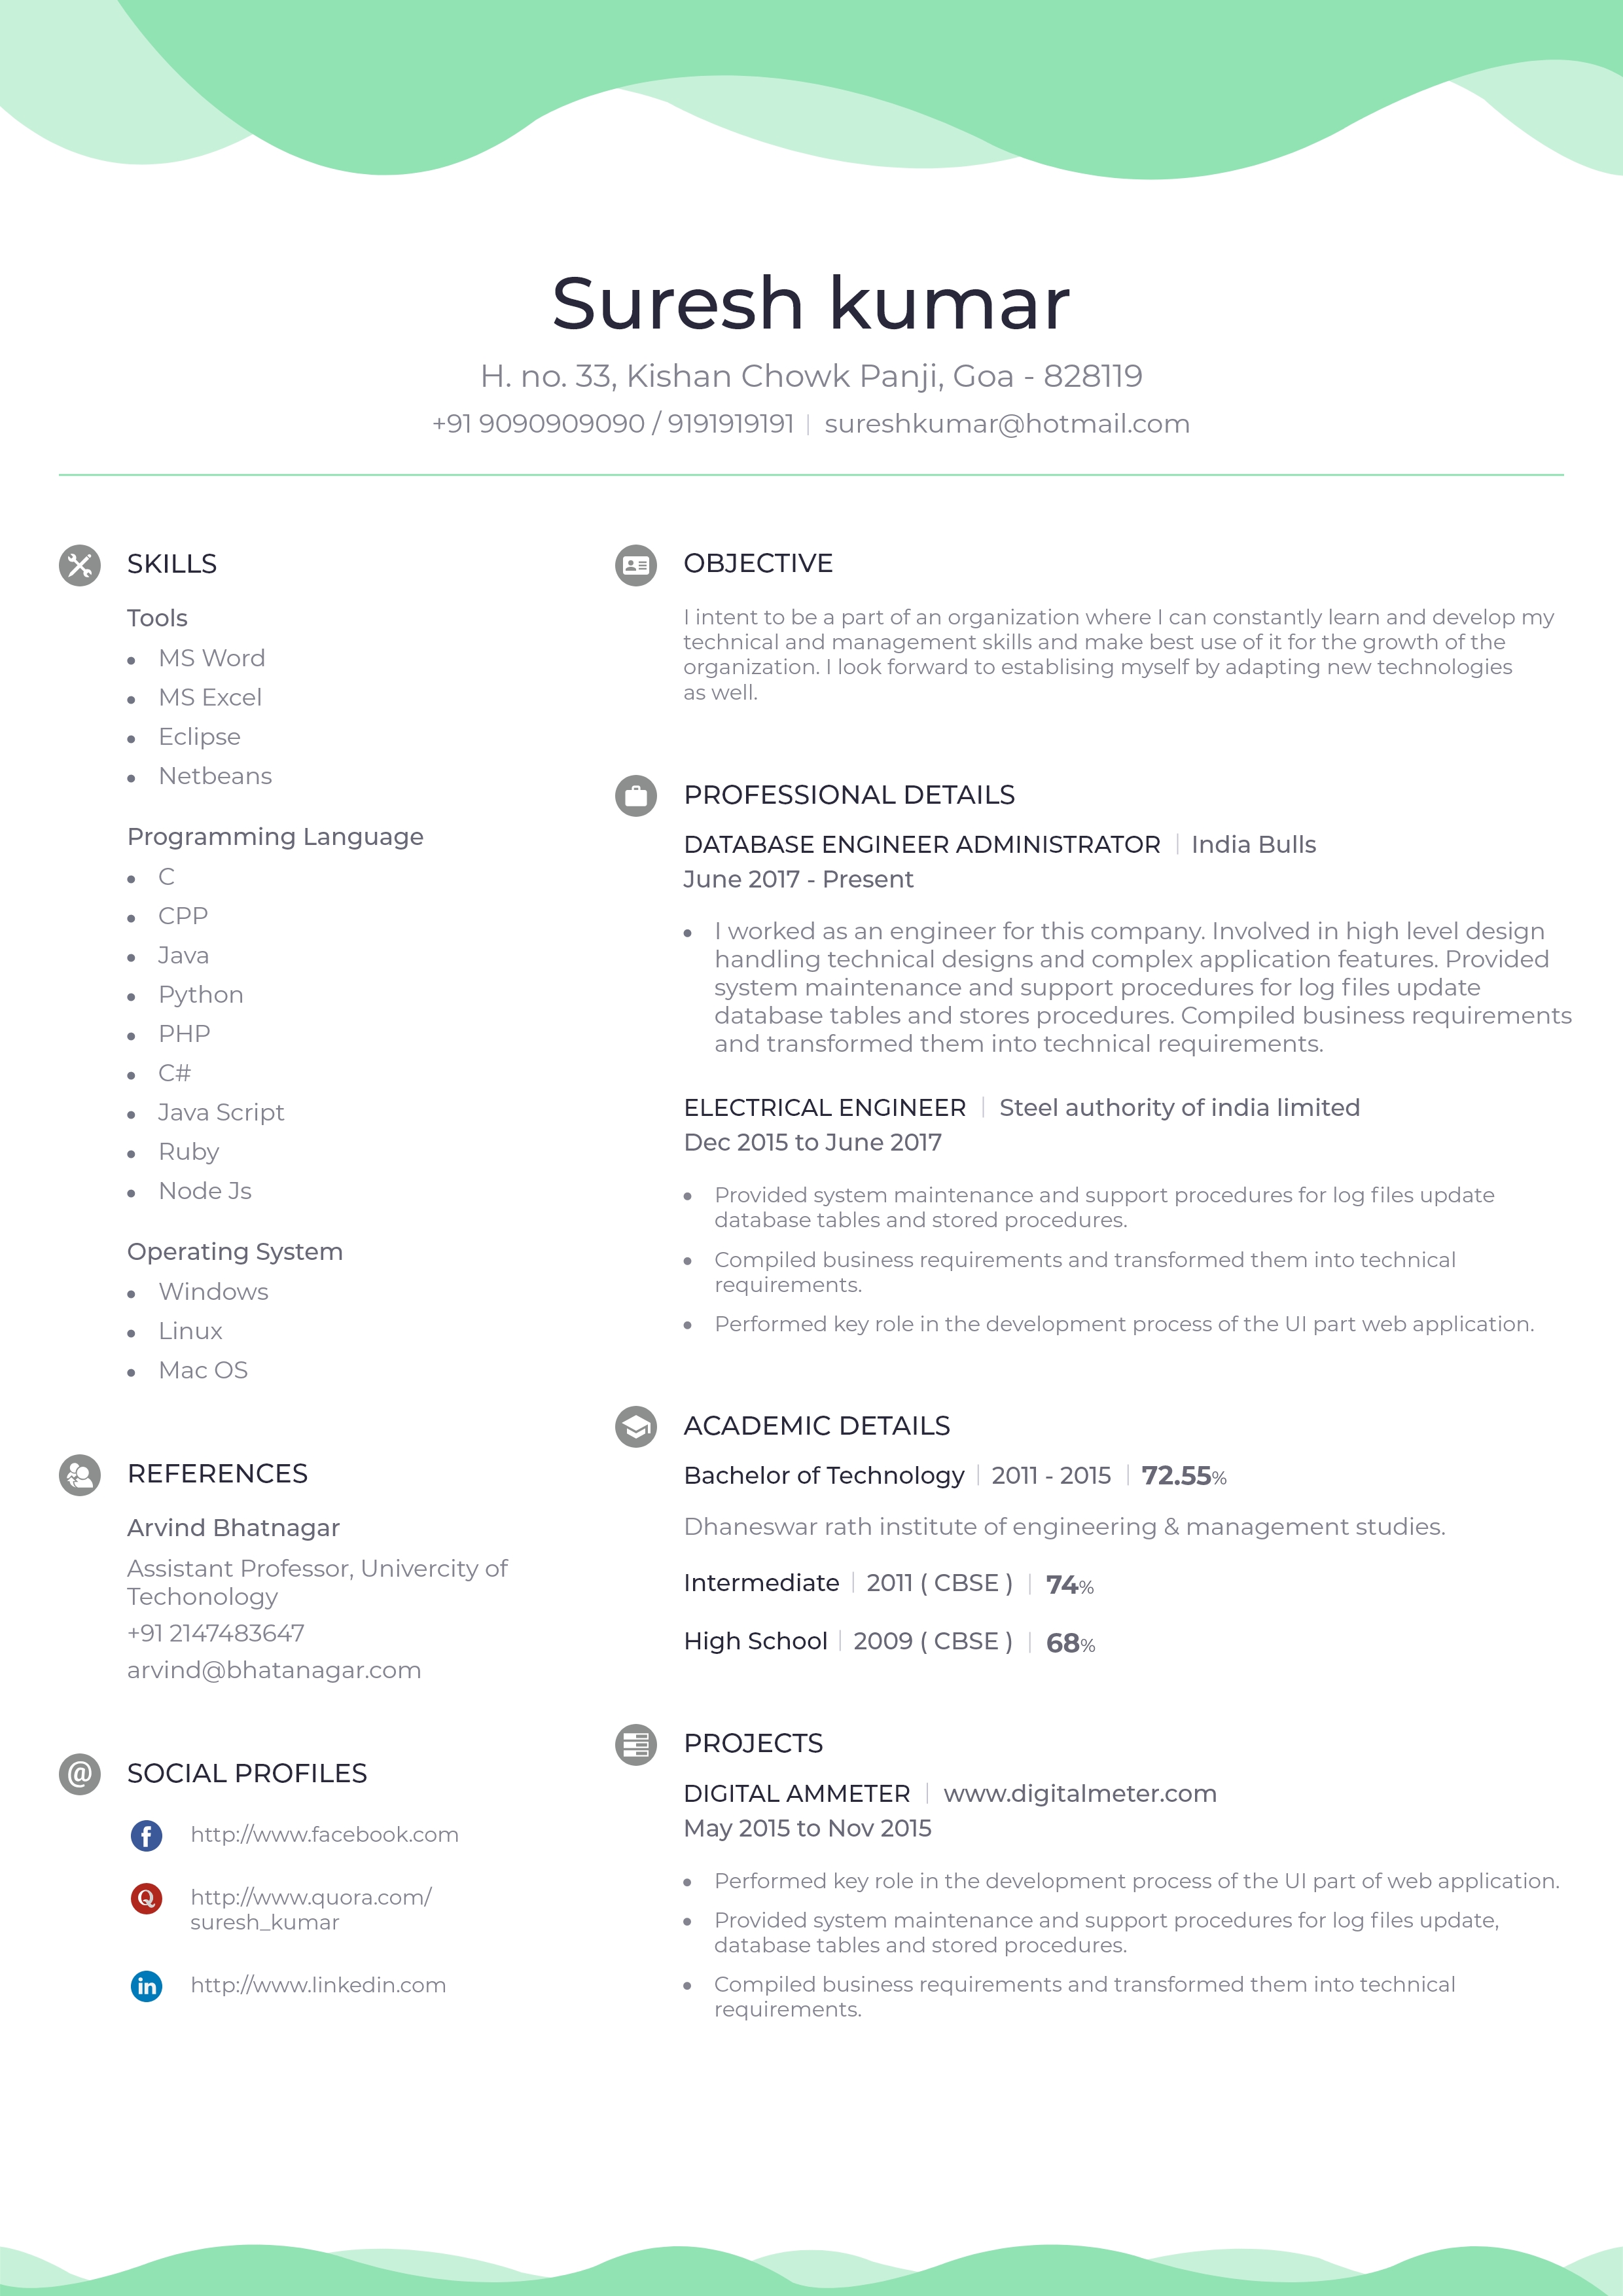 Suresh kumar
H. no. 33, Kishan Chowk Panji, Goa - 828119
+91 9090909090 / 9191919191 | sureshkumar@hotmail.com
SKILLS
Tools
• MS Word
• MS Excel
• Eclipse
• Netbeans
Programming Language
• C
• CPP
• Java
• Python
• PHP
• C#
• Java Script
• Ruby
• Node Js
Operating System
• Windows
• Linux
• Mac OS
REFERENCES
Arvind Bhatnagar
Assistant Professor, Univercity of
Techonology
+91 2147483647
arvind@bhatanagar.com
SOCIAL PROFILES
http://www.facebook.com
http://www.quora.com/
suresh_kumar
http://www.linkedin.com
OBJECTIVE
I intent to be a part of an organization where I can constantly learn and develop my
technical and management skills and make best use of it for the growth of the
organization. I look forward to establising myself by adapting new technologies
as well.
PROFESSIONAL DETAILS
DATABASE ENGINEER ADMINISTRATOR | India Bulls
June 2017 - Present
• I worked as an engineer for this company. Involved in high level design
handling technical designs and complex application features. Provided
system maintenance and support procedures for log files update
database tables and stores procedures. Compiled business requirements
and transformed them into technical requirements.
ELECTRICAL ENGINEER | Steel authority of india limited
Dec 2015 to June 2017
• Provided system maintenance and support procedures for log files update
database tables and stored procedures.
• Compiled business requirements and transformed them into technical
requirements.
• Performed key role in the development process of the UI part web application.
ACADEMIC DETAILS
Bachelor of Technology | 2011 - 2015 | 72.55%
Dhaneswar rath institute of engineering & management studies.
Intermediate | 2011 ( CBSE ) | 74%
High School | 2009 ( CBSE ) | 68%
PROJECTS
DIGITAL AMMETER | www.digitalmeter.com
May 2015 to Nov 2015
• Performed key role in the development process of the UI part of web application.
• Provided system maintenance and support procedures for log files update,
database tables and stored procedures.
• Compiled business requirements and transformed them into technical
requirements.